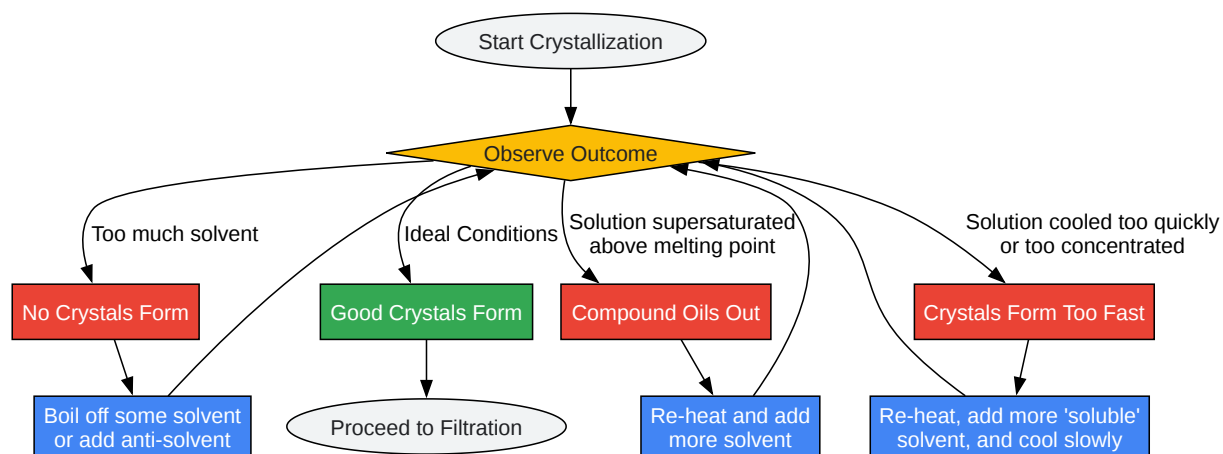 Start Crystallization
Observe Outcome
Too much solvent
Ideal Conditions
Solution supersaturated
above melting point
Solution cooled too quickly
or too concentrated
No Crystals Form
Good Crystals Form
Compound Oils Out
Crystals Form Too Fast
Boil off some solvent
or add anti-solvent
Proceed to Filtration
Re-heat and add
more solvent
Re-heat, add more 'soluble'
solvent, and cool slowly